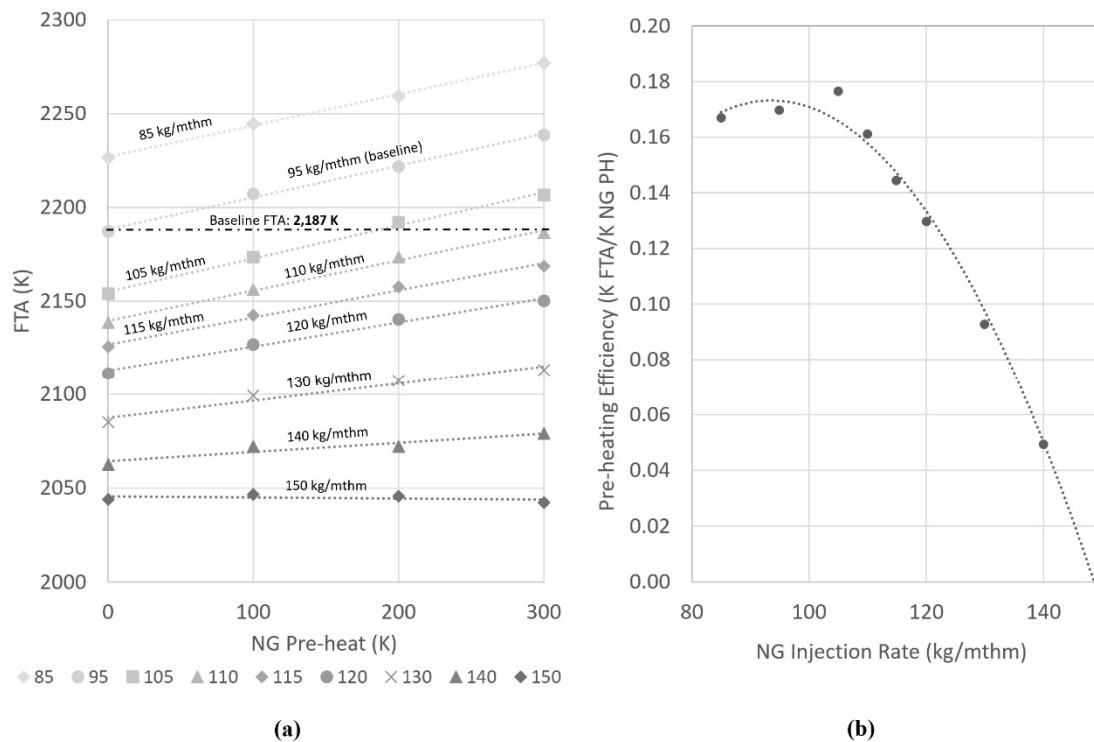 2300
2250
2200
2150
2100
2050
2000
FTA (K)
85 kg/mthm
95 kg/mthm (baseline)
Baseline FTA: 2,187 K
105 kg/mthm
110 kg/mthm
115 kg/mthm
120 kg/mthm
130 kg/mthm
140 kg/mthm
150 kg/mthm
0 100 200 300
NG Pre-heat (K)
85 95 105 110 115 120 130 140 150
(a)
0.20
0.18
0.16
0.14
0.12
0.10
0.08
0.06
0.04
0.02
0.00
Pre-heating Efficiency (K FTA/K NG PH)
80 100 120 140
NG Injection Rate (kg/mthm)
(b)